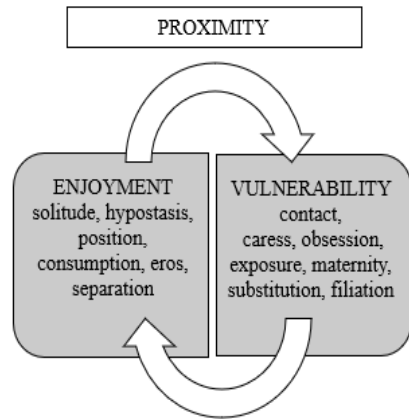 PROXIMITY
ENJOYMENT
solitude, hypostasis,
position,
consumption, eros,
separation
VULNERABILITY
contact,
caress, obsession,
exposure, maternity,
substitution, filiation